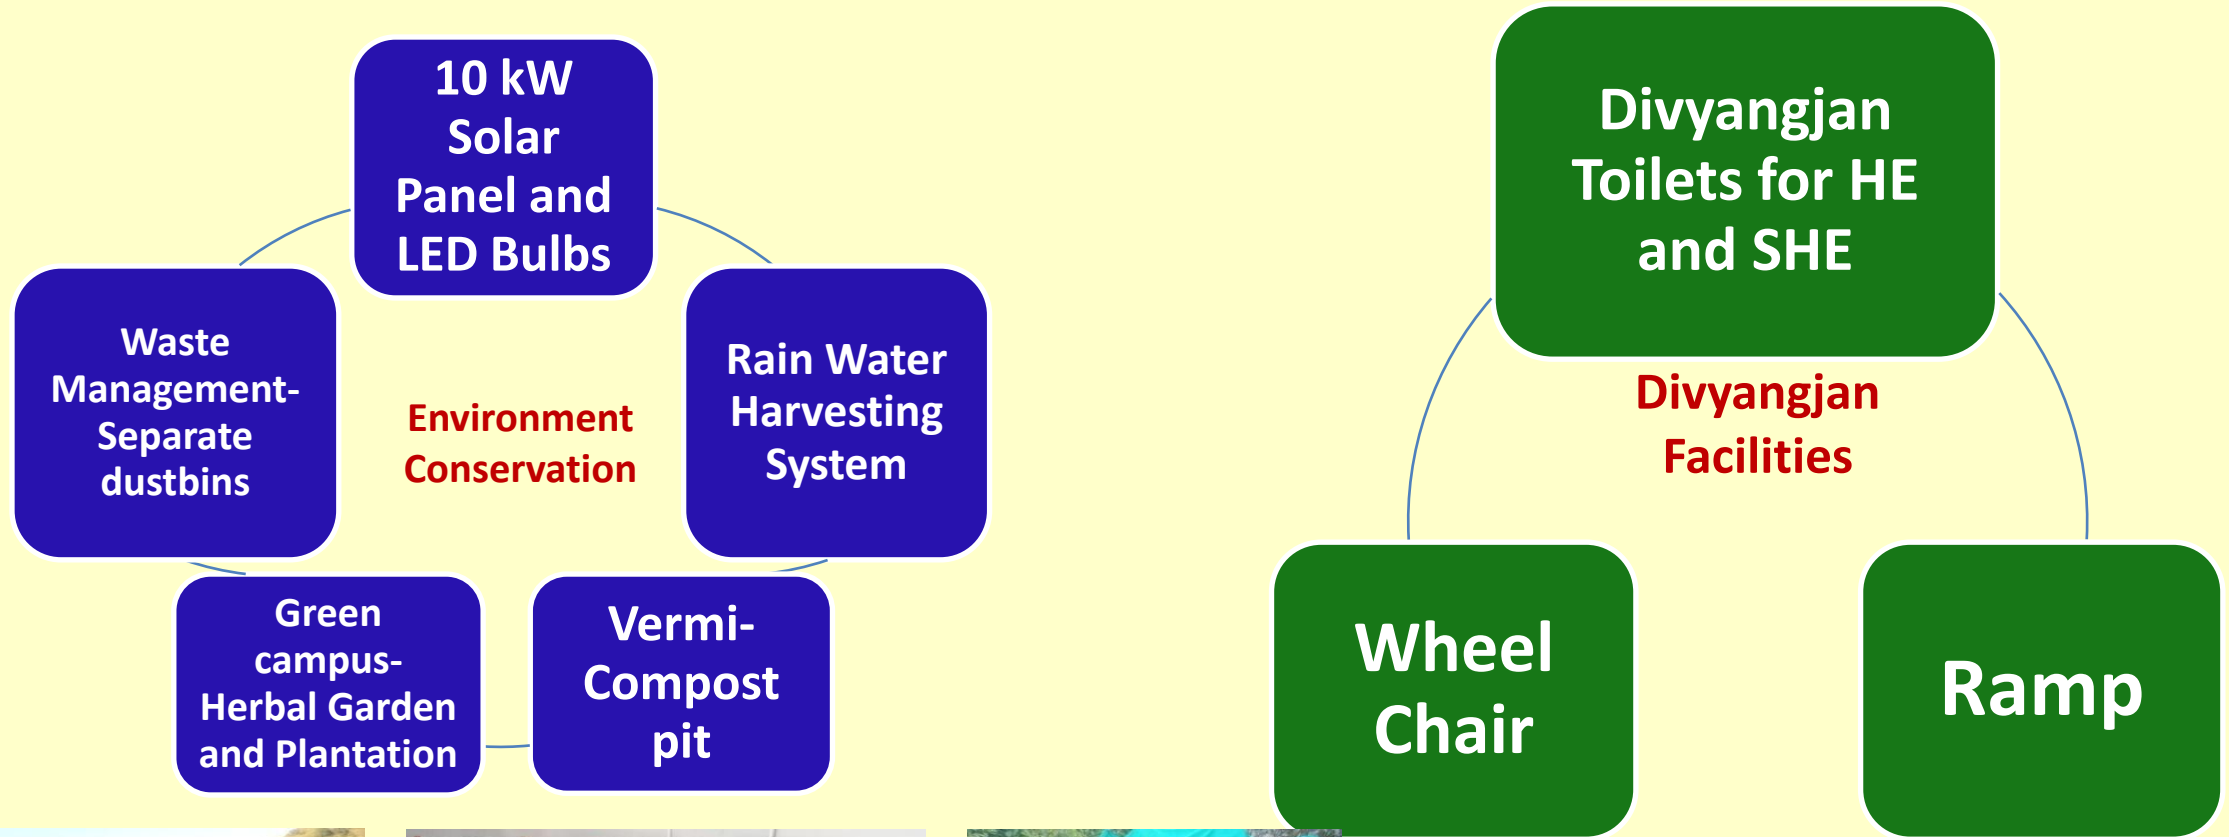 10 kW
Solar
Panel and
LED Bulbs
Rain Water
Harvesting
System
Vermi-
Compost
pit
Green
campus-
Herbal Garden
and Plantation
Waste
Management-
Separate
dustbins
Environment
Conservation
Divyangjan
Toilets for HE
and SHE
Divyangjan
Facilities
Wheel
Chair
Ramp